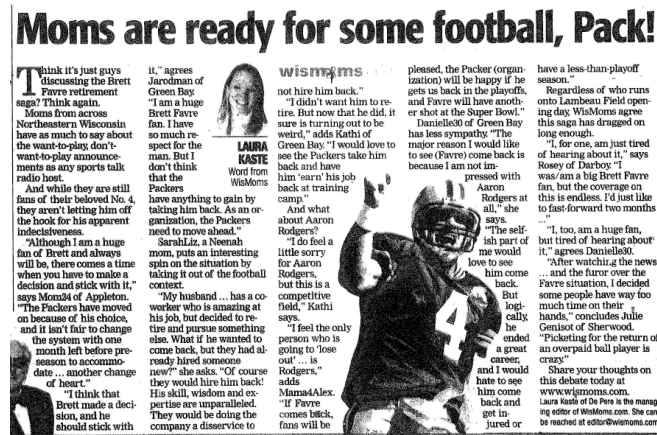 Moms are ready for some football, Pack!
Think it's just guys
discussing the Brett
Favre retirement
saga? Think again.
Moms from across
Northeastern Wisconsin
have as much to say about
the want-to-play, don't-
want-to-play announce-
ments as any sports talk
radio host.
And while they are still
fans of their beloved No. 4,
they aren't letting him off
the hook for his apparent
indecisiveness.
"Although I am a huge
fan of Brett and always
will be, there comes a time
when you have to make a
decision and stick with it,"
says Mom24 of Appleton.
"The Packers have moved
on because of his choice,
and it isn't fair to change
the system with one
month left before pre-
season to accommo-
date ... another change
of heart."
"I think that
Brett made a deci-
sion, and he
should stick with
it," agrees
Jarodman of
Green Bay.
"I am a huge
Brett Favre
fan. I have
so much re-
spect for the
man. But I
don't think
that the
Packers
have anything to gain by
taking him back. As an or-
ganization, the Packers
need to move ahead."
SarahLiz, a Neenah
mom, puts an interesting
spin on the situation by
taking it out of the football
context.
"My husband ... has a co-
worker who is amazing at
his job, but decided to re-
tire and pursue something
else. What if he wanted to
come back, but they had al-
ready hired someone
new?" she asks. "Of course
they would hire him back!
His skill, wisdom and ex-
pertise are unparalleled.
They would be doing the
company a disservice to
LAURA
KASTE
Word from
WisMoms
wismoms
not hire him back."
"I didn't want him to re-
tire. But now that he did, it
sure is turning out to be
weird," adds Kathi of
Green Bay. "I would love to
see the Packers take him
back and have
him 'earn' his job
back at training
camp."
And what
about Aaron
Rodgers?
"I do feel
a little sorry
for Aaron
Rodgers,
but this is a
competitive
field," Kathi
says.
"I feel the only
person who is
going to 'lose
out' ... is
Rodgers,"
adds
Mama4Alex.
"If Favre
comes back,
fans will be
pleased, the Packer (organ-
ization) will be happy if he
gets us back in the playoffs,
and Favre will have anoth-
er shot at the Super Bowl."
Danielle30 of Green Bay
has less sympathy. "The
major reason I would like
to see (Favre) come back is
because I am not im-
pressed with
Aaron
Rodgers at
all," she
says.
"The self-
ish part of
me would
love to see
him come
back.
But
logi-
cally,
he
ended
a great
career,
and I would
hate to see
him come
back and
get in-
jured or
4
have a less-than-playoff
season."
Regardless of who runs
onto Lambeau Field open-
ing day, WisMoms agree
this saga has dragged on
long enough.
"I, for one, am just tired
of hearing about it," says
Rosey of Darboy. "I
was/am a big Brett Favre
fan, but the coverage on
this is endless. I'd just like
to fast-forward two months
..."
"I, too, am a huge fan,
but tired of hearing about
it," agrees Danielle30.
"After watching the news
... and the furor over the
Favre situation, I decided
some people have way too
much time on their
hands," concludes Julie
Genisot of Sherwood.
"Picketing for the return of
an overpaid ball player is
crazy."
Share your thoughts on
this debate today at
www.wismoms.com.
Laura Kaste of De Pere is the manag
ing editor of WisMoms.com. She can
be reached at editor@wismoms.com